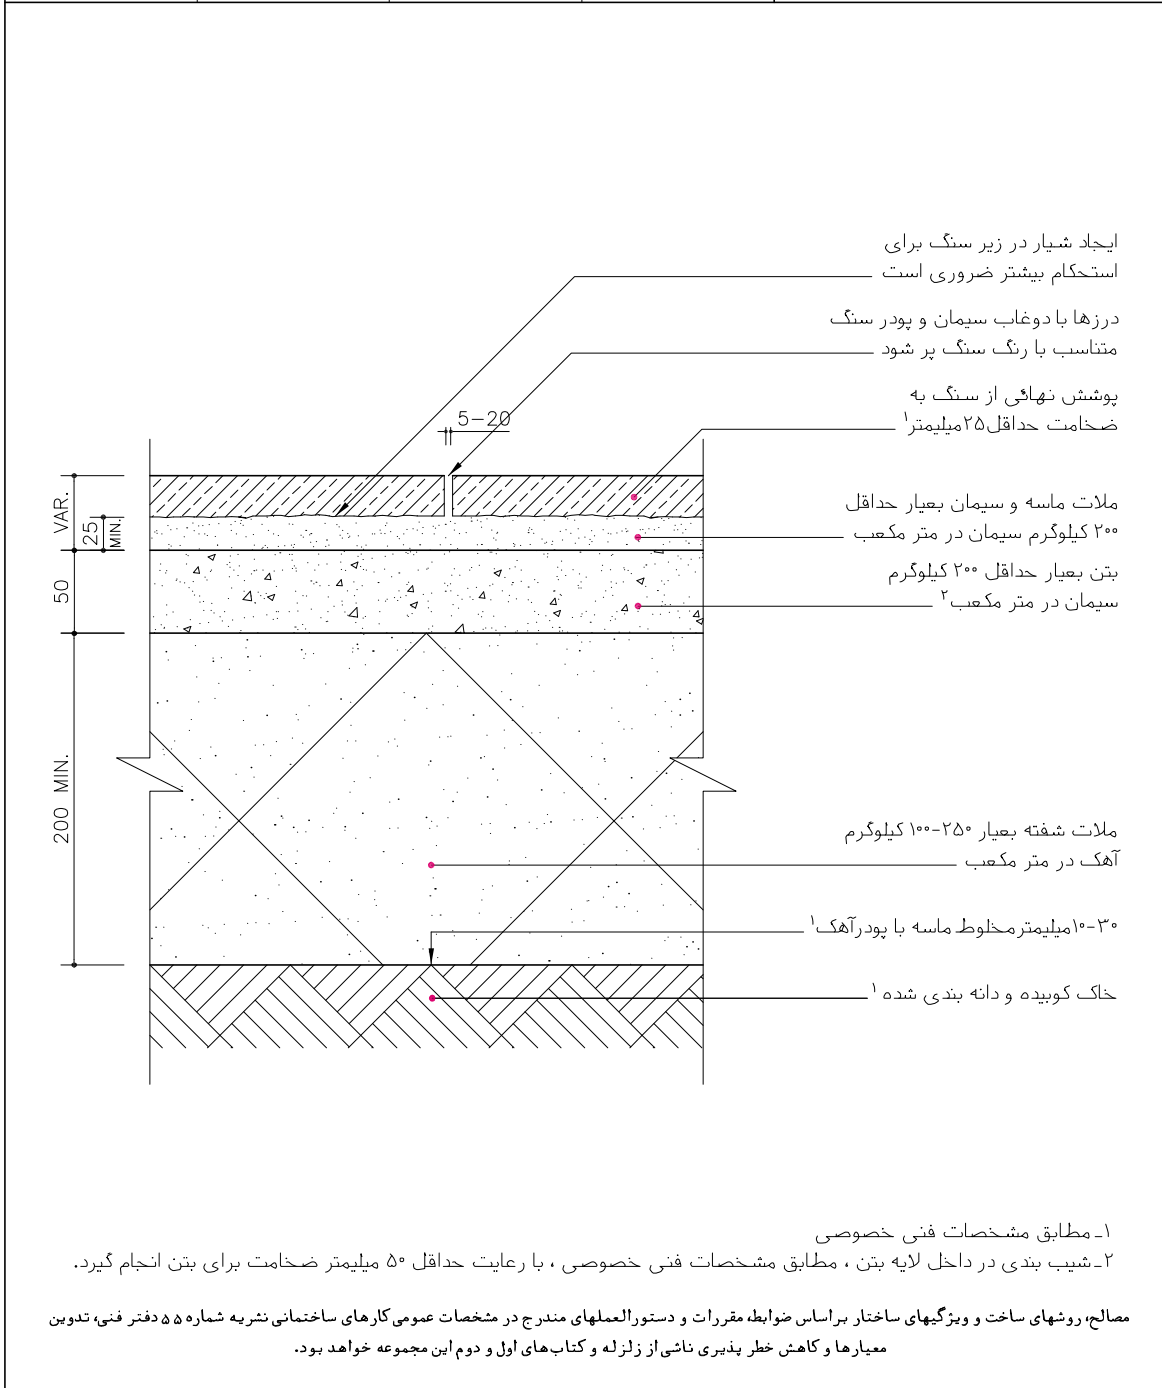 ایجاد شیار در زیر سنگ برای
استحکام بیشتر ضروری است
درزها با دوغاب سیمان و پودر سنگ
متناسب با رنگ سنگ پر شود
پوشش نهائی از سنگ به
ضخامت حداقل۲۵میلیمتر۱
5-20
VAR.
25
MIN.
ملات ماسه و سیمان بعیار حداقل
۲۰۰ کیلوگرم سیمان در متر مکعب
50
بتن بعیار حداقل ۲۰۰ کیلوگرم
سیمان در متر مکعب۲
200 MIN.
ملات شفته بعیار ۲۵۰-۱۰۰ کیلوگرم
آهک در متر مکعب
۳۰-۱۰میلیمترمخلوط ماسه با پودرآهک۱
خاک کوبیده و دانه بندی شده ۱
۱ـ مطابق مشخصات فنی خصوصی
۲ـ شیب بندی در داخل لایه بتن ، مطابق مشخصات فنی خصوصی ، با رعایت حداقل ۵۰ میلیمتر ضخامت برای بتن انجام گیرد.
مصالح، روشهای ساخت و ویژگیهای ساختار براساس ضوابط، مقررات و دستورالعملهای مندرج در مشخصات عمومی کارهای ساختمانی نشریه شماره ۵۵ دفتر فنی، تدوین
معیارها و کاهش خطر پذیری ناشی از زلزله و کتاب‌های اول و دوم این مجموعه خواهد بود.